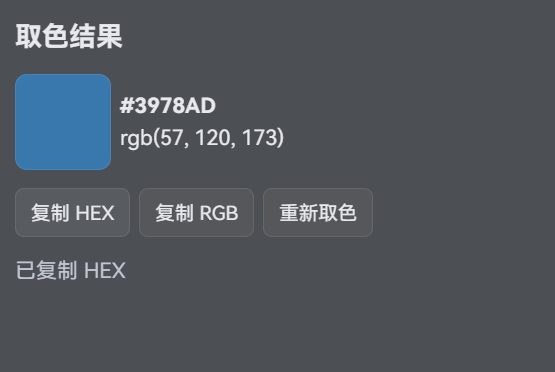 取色结果
#3978AD
rgb(57, 120, 173)
复制 HEX 复制 RGB 重新取色
已复制 HEX